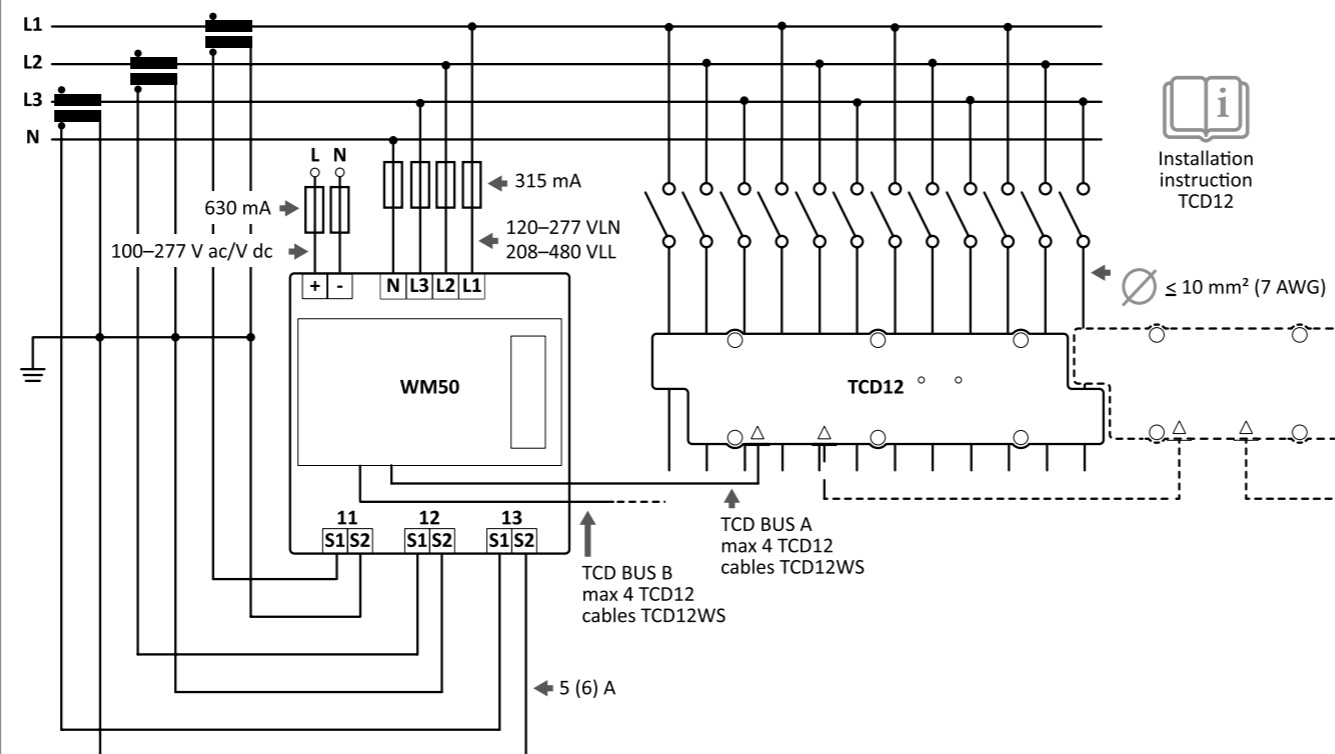 L1
L2
L3
N
L N
630 mA
100–277 V ac/V dc
315 mA
120–277 VLN
208–480 VLL
i
Installation
instruction
TCD12
≤ 10 mm² (7 AWG)
+ - N L3 L2 L1
WM50
TCD12
11 12 13
S1 S2 S1 S2 S1 S2
TCD BUS A
max 4 TCD12
cables TCD12WS
TCD BUS B
max 4 TCD12
cables TCD12WS
5 (6) A